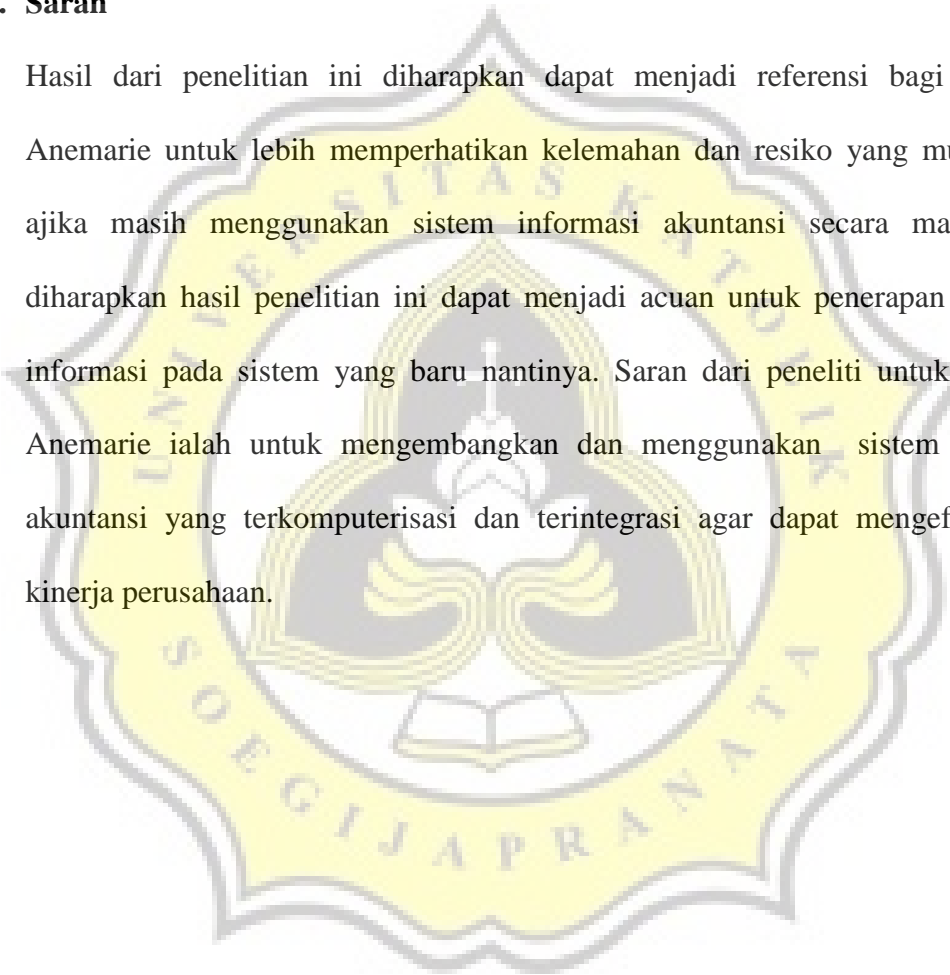 . Saran
Hasil dari penelitian ini diharapkan dapat menjadi referensi bagi
Anemarie untuk lebih memperhatikan kelemahan dan resiko yang mu
ajika masih menggunakan sistem informasi akuntansi secara ma
diharapkan hasil penelitian ini dapat menjadi acuan untuk penerapan
informasi pada sistem yang baru nantinya. Saran dari peneliti untuk
Anemarie ialah untuk mengembangkan dan menggunakan sistem
akuntansi yang terkomputerisasi dan terintegrasi agar dapat mengef
kinerja perusahaan.
UNIVERSITAS KATOLIK
SOEGIJAPRANATA